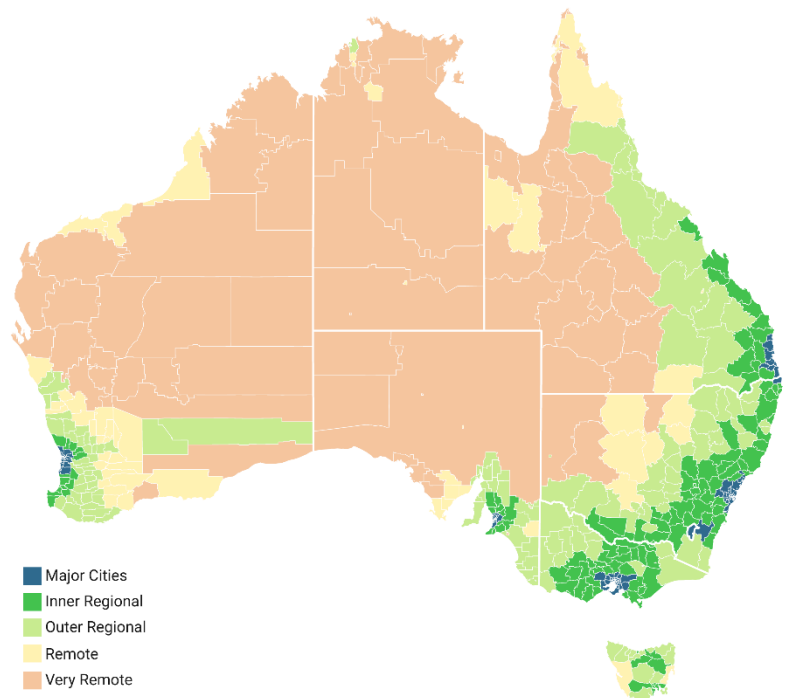 Major Cities
Inner Regional
Outer Regional
Remote
Very Remote